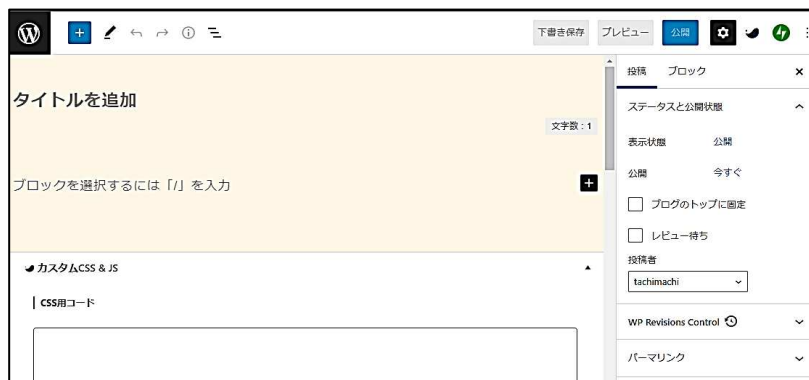 下書き保存 プレビュー 公開
タイトルを追加
文字数：1
ブロックを選択するには「/」を入力
カスタムCSS & JS
CSS用コード
投稿 ブロック
ステータスと公開状態
表示状態 公開
公開 今すぐ
ブログのトップに固定
レビュー待ち
投稿者
tachimachi
WP Revisions Control
パーマリンク